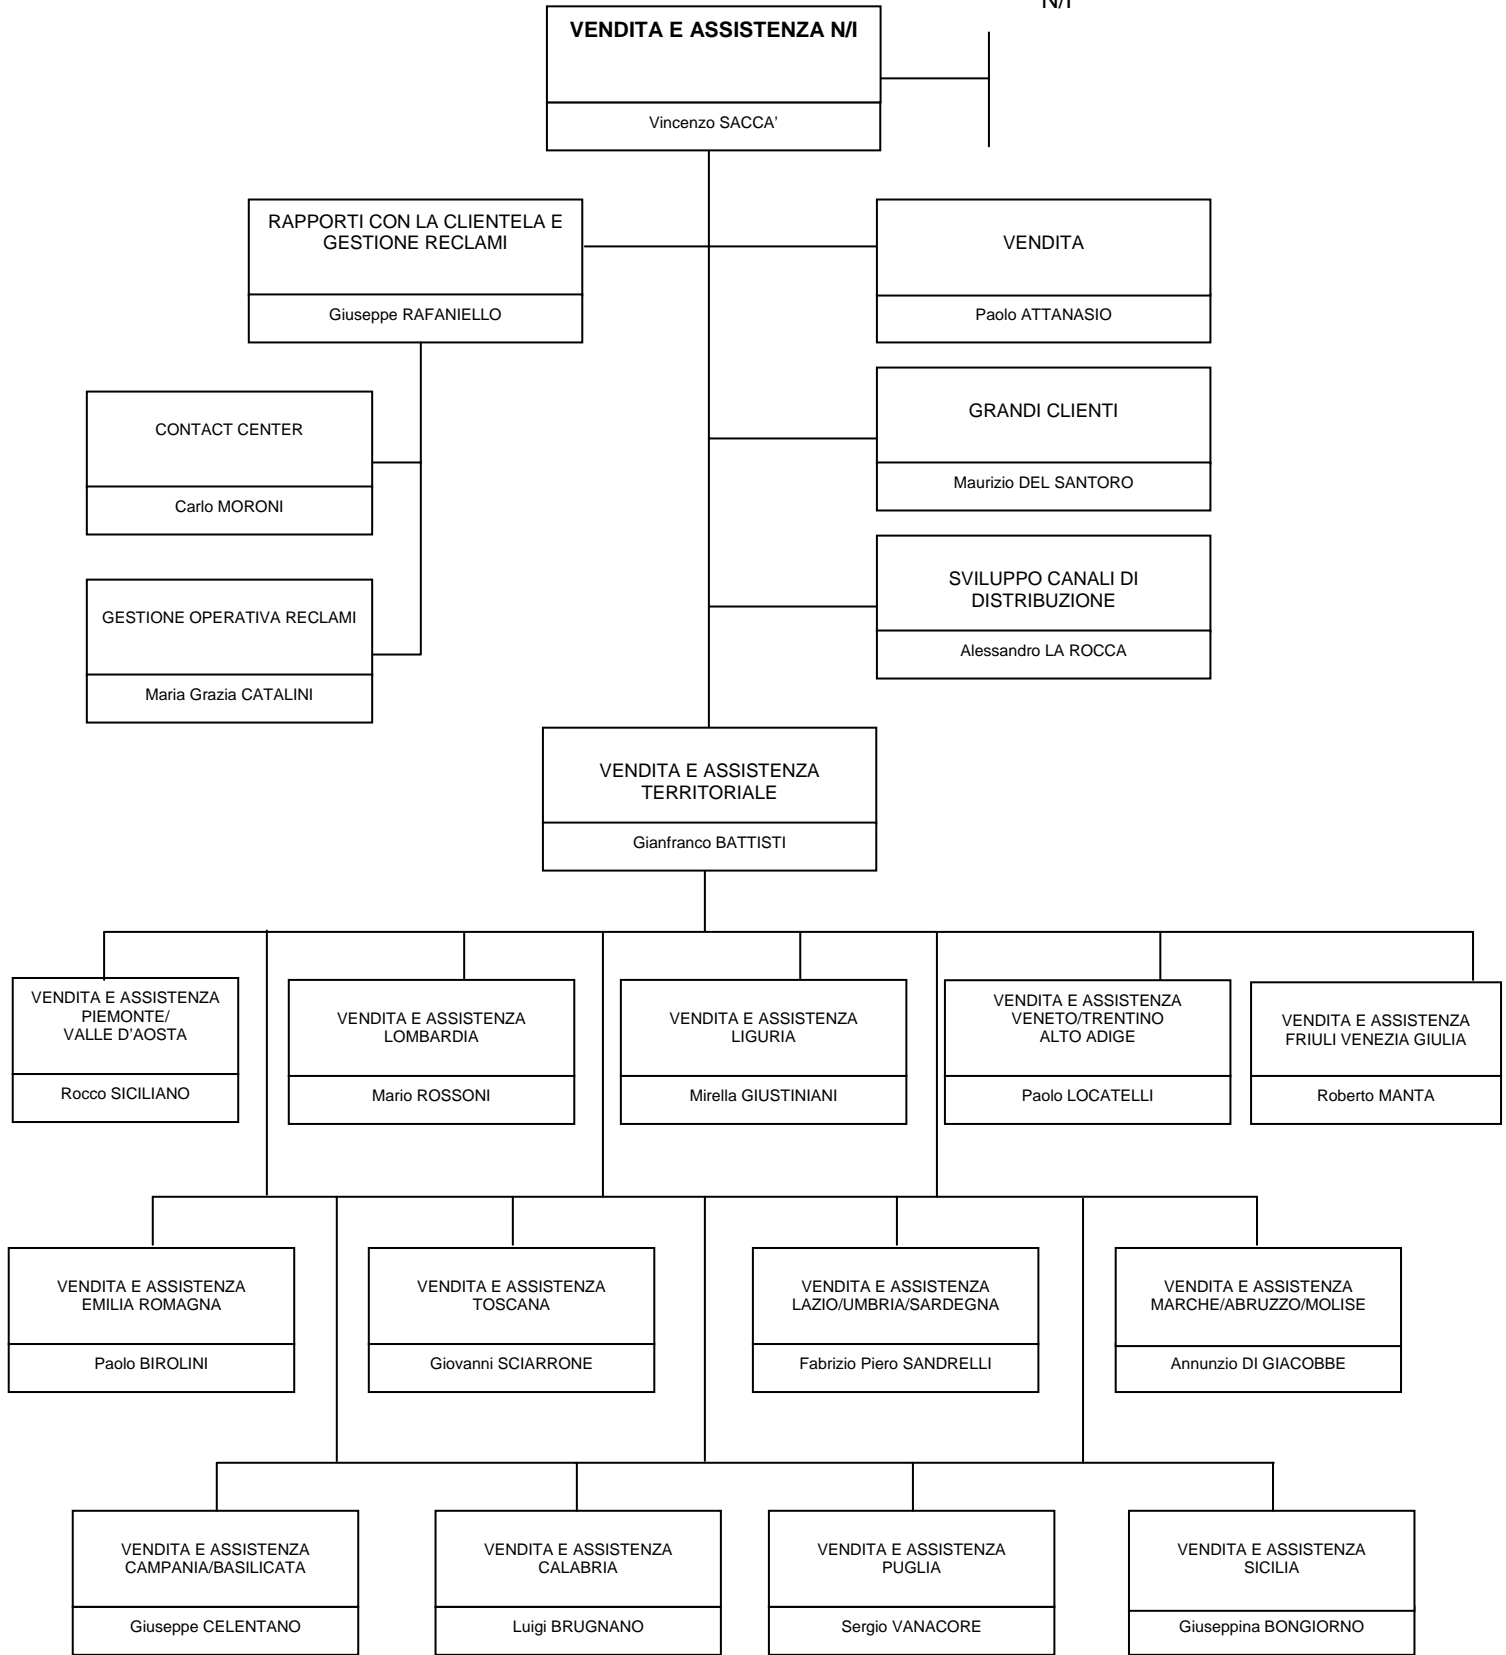 N/I
VENDITA E ASSISTENZA N/I
Vincenzo SACCA’
RAPPORTI CON LA CLIENTELA E
GESTIONE RECLAMI
Giuseppe RAFANIELLO
VENDITA
Paolo ATTANASIO
CONTACT CENTER
Carlo MORONI
GRANDI CLIENTI
Maurizio DEL SANTORO
GESTIONE OPERATIVA RECLAMI
Maria Grazia CATALINI
SVILUPPO CANALI DI
DISTRIBUZIONE
Alessandro LA ROCCA
VENDITA E ASSISTENZA
TERRITORIALE
Gianfranco BATTISTI
VENDITA E ASSISTENZA
PIEMONTE/
VALLE D’AOSTA
Rocco SICILIANO
VENDITA E ASSISTENZA
LOMBARDIA
Mario ROSSONI
VENDITA E ASSISTENZA
LIGURIA
Mirella GIUSTINIANI
VENDITA E ASSISTENZA
VENETO/TRENTINO
ALTO ADIGE
Paolo LOCATELLI
VENDITA E ASSISTENZA
FRIULI VENEZIA GIULIA
Roberto MANTA
VENDITA E ASSISTENZA
EMILIA ROMAGNA
Paolo BIROLINI
VENDITA E ASSISTENZA
TOSCANA
Giovanni SCIARRONE
VENDITA E ASSISTENZA
LAZIO/UMBRIA/SARDEGNA
Fabrizio Piero SANDRELLI
VENDITA E ASSISTENZA
MARCHE/ABRUZZO/MOLISE
Annunzio DI GIACOBBE
VENDITA E ASSISTENZA
CAMPANIA/BASILICATA
Giuseppe CELENTANO
VENDITA E ASSISTENZA
CALABRIA
Luigi BRUGNANO
VENDITA E ASSISTENZA
PUGLIA
Sergio VANACORE
VENDITA E ASSISTENZA
SICILIA
Giuseppina BONGIORNO